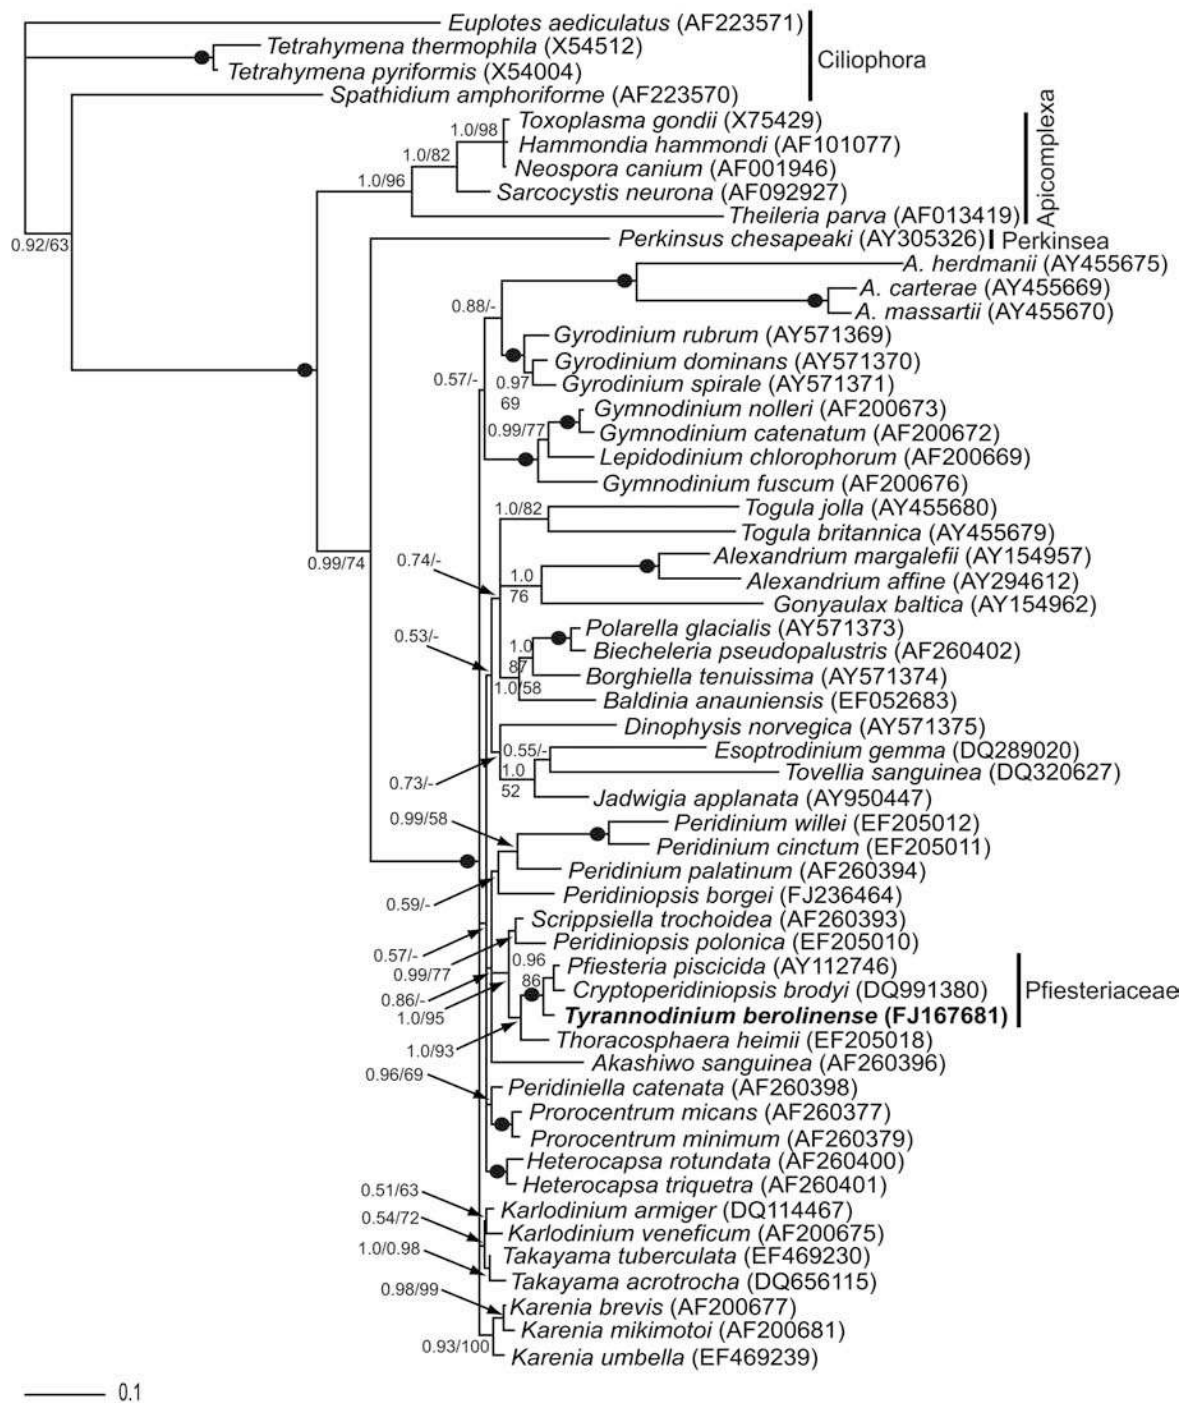 Euplotes aediculatus (AF223571)
Tetrahymena thermophila (X54512)
Ciliophora
Tetrahymena pyriformis (X54004)
Spathidium amphoriforme (AF223570)
Toxoplasma gondii (X75429)
1.0/98
Hammondia hammondi (AF101077)
1.0/82
Neospora canium (AF001946)
Apicomplexa
1.0/96
Sarcocystis neurona (AF092927)
Theileria parva (AF013419)
0.92/63
Perkinsus chesapeaki (AY305326)
Perkinsea
A. herdmanii (AY455675)
A. carterae (AY455669)
0.88/-
A. massartii (AY455670)
Gyrodinium rubrum (AY571369)
Gyrodinium dominans (AY571370)
0.57/-
0.97
69
Gyrodinium spirale (AY571371)
Gymnodinium nolleri (AF200673)
0.99/77
Gymnodinium catenatum (AF200672)
Lepidodinium chlorophorum (AF200669)
Gymnodinium fuscum (AF200676)
1.0/82
Togula jolla (AY455680)
Togula britannica (AY455679)
0.99/74
0.74/-
Alexandrium margalefii (AY154957)
1.0
76
Alexandrium affine (AY294612)
Gonyaulax baltica (AY154962)
0.53/-
Polarella glacialis (AY571373)
1.0
87
Biecheleria pseudopalustris (AF260402)
Borghiella tenuissima (AY571374)
1.0/58
Baldinia anauniensis (EF052683)
Dinophysis norvegica (AY571375)
0.55/-
Esoptrodinium gemma (DQ289020)
0.73/-
1.0
52
Tovellia sanguinea (DQ320627)
Jadwigia applanata (AY950447)
0.99/58
Peridinium willei (EF205012)
Peridinium cinctum (EF205011)
Peridinium palatinum (AF260394)
0.59/-
Peridiniopsis borgei (FJ236464)
Scrippsiella trochoidea (AF260393)
0.57/-
Peridiniopsis polonica (EF205010)
0.99/77
0.96
86
Pfiesteria piscicida (AY112746)
0.86/-
Cryptoperidiniopsis brodyi (DQ991380)
Pfiesteriaceae
1.0/95
Tyrannodinium berolinense (FJ167681)
1.0/93
Thoracosphaera heimii (EF205018)
Akashiwo sanguinea (AF260396)
0.96/69
Peridiniella catenata (AF260398)
Prorocentrum micans (AF260377)
Prorocentrum minimum (AF260379)
Heterocapsa rotundata (AF260400)
Heterocapsa triquetra (AF260401)
0.51/63
Karlodinium armiger (DQ114467)
0.54/72
Karlodinium veneficum (AF200675)
1.0/0.98
Takayama tuberculata (EF469230)
Takayama acrotrocha (DQ656115)
0.98/99
Karenia brevis (AF200677)
Karenia mikimotoi (AF200681)
0.93/100
Karenia umbella (EF469239)
0.1